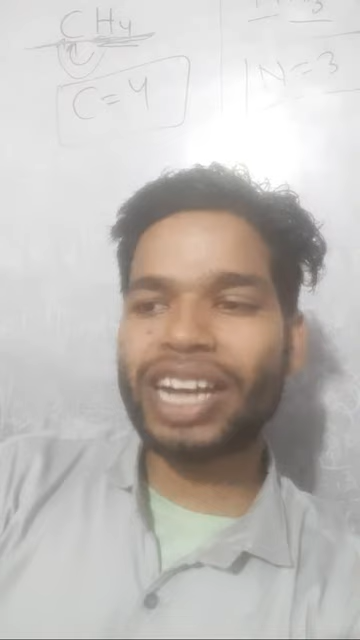 CH4
C = 4
N = 3